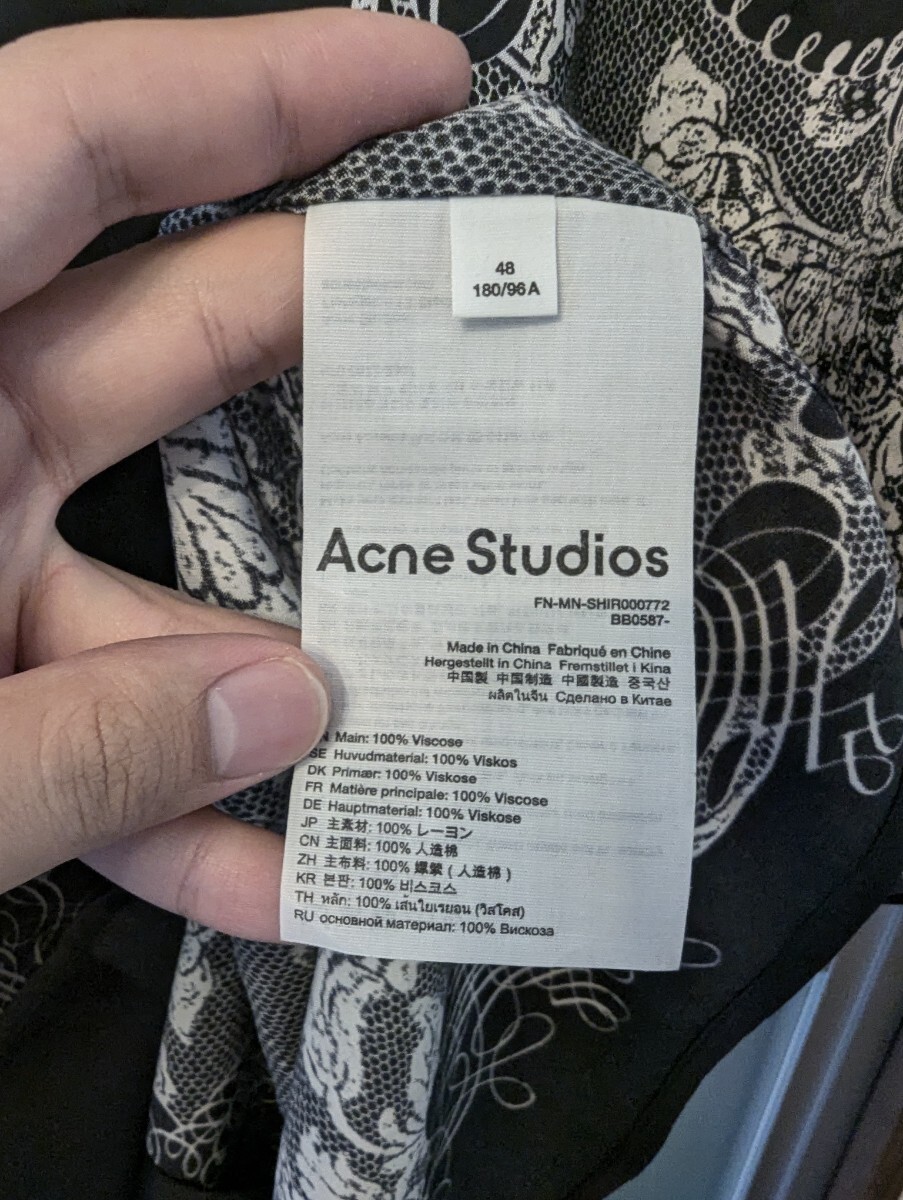 48
180/96A
Acne Studios
FN-MN-SHIR000772
BB0587-
Made in China Fabriqué en Chine
Hergestellt in China Fremstillet i Kina
中国製 中国制造 中國製造 중국산
ผลิตในจีน Сделано в Китае
N Main: 100% Viscose
SE Huvudmaterial: 100% Viskos
DK Primær: 100% Viskose
FR Matière principale: 100% Viscose
DE Hauptmaterial: 100% Viskose
JP 主素材: 100% レーヨン
CN 主面料: 100% 人造棉
ZH 主布料: 100% 嫘縈 ( 人造棉 )
KR 본판: 100% 비스코스
TH หลัก: 100% เส้นใยเรยอน (วิสโคส)
RU основной материал: 100% Вискоза